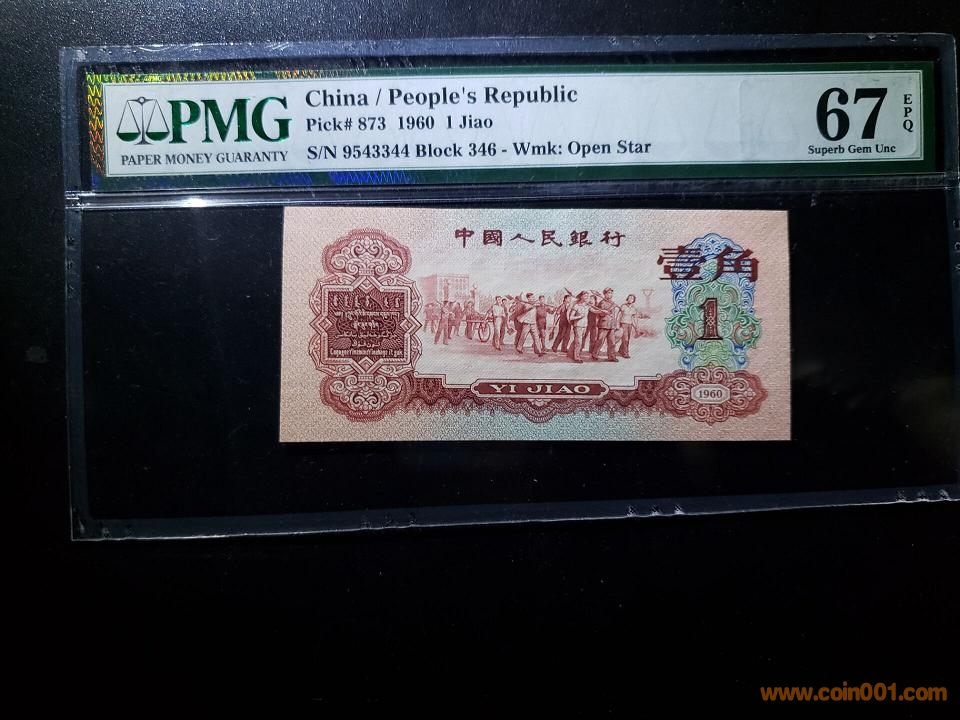 PMG
PAPER MONEY GUARANTY
China / People's Republic
Pick# 873 1960 1 Jiao
S/N 9543344 Block 346 - Wmk: Open Star
67
EPQ
Superb Gem Unc
中國人民銀行
壹角
1
YI JIAO
1960
www.coin001.com